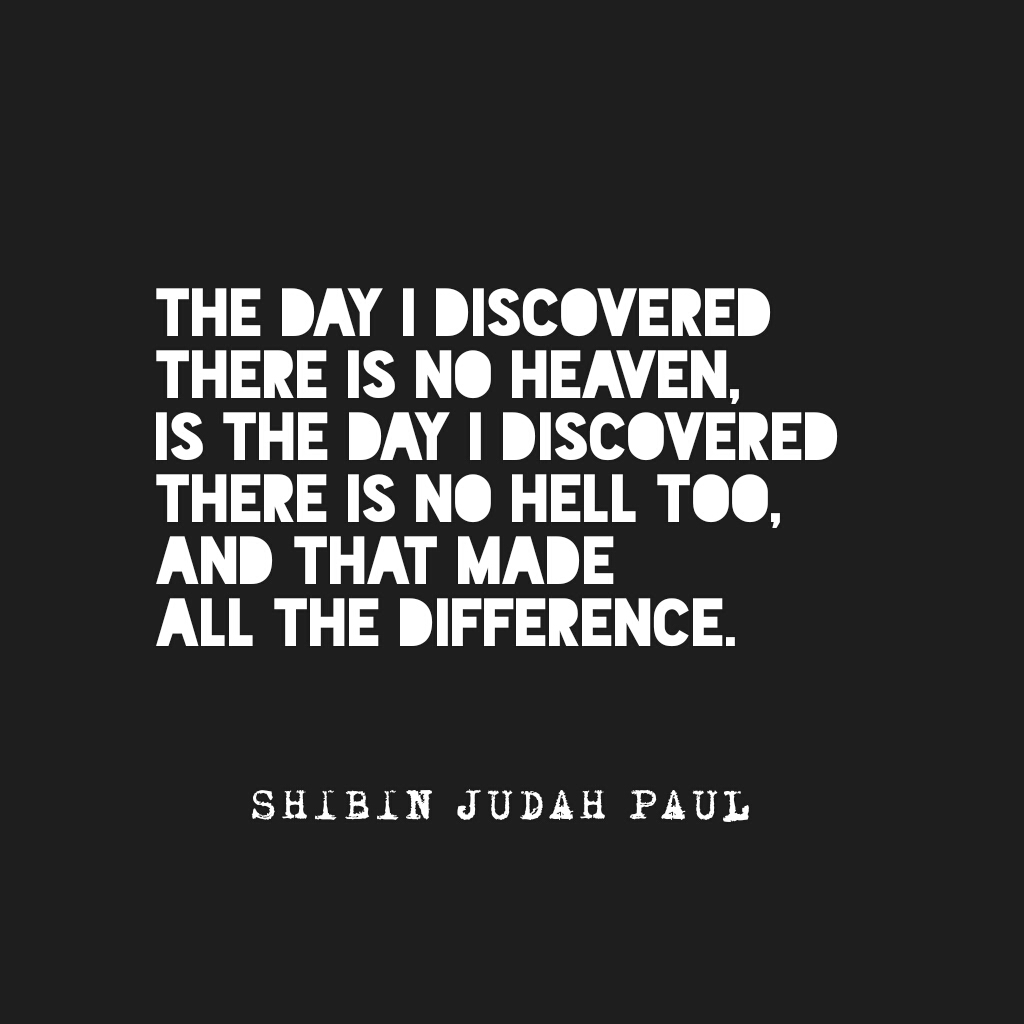 THE DAY I DISCOVERED
THERE IS NO HEAVEN,
IS THE DAY I DISCOVERED
THERE IS NO HELL TOO,
AND THAT MADE
ALL THE DIFFERENCE.
SHIBIN JUDAH PAUL